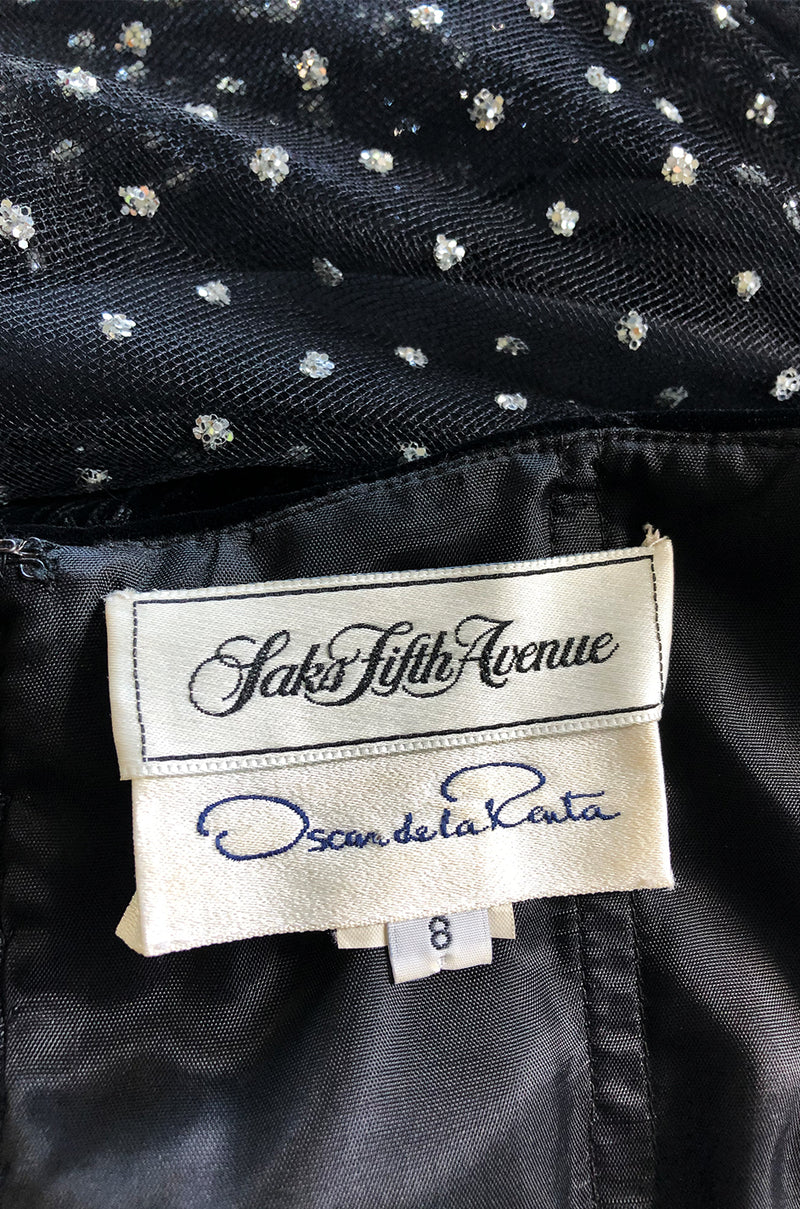 Saks Fifth Avenue
Oscar de la Renta
8